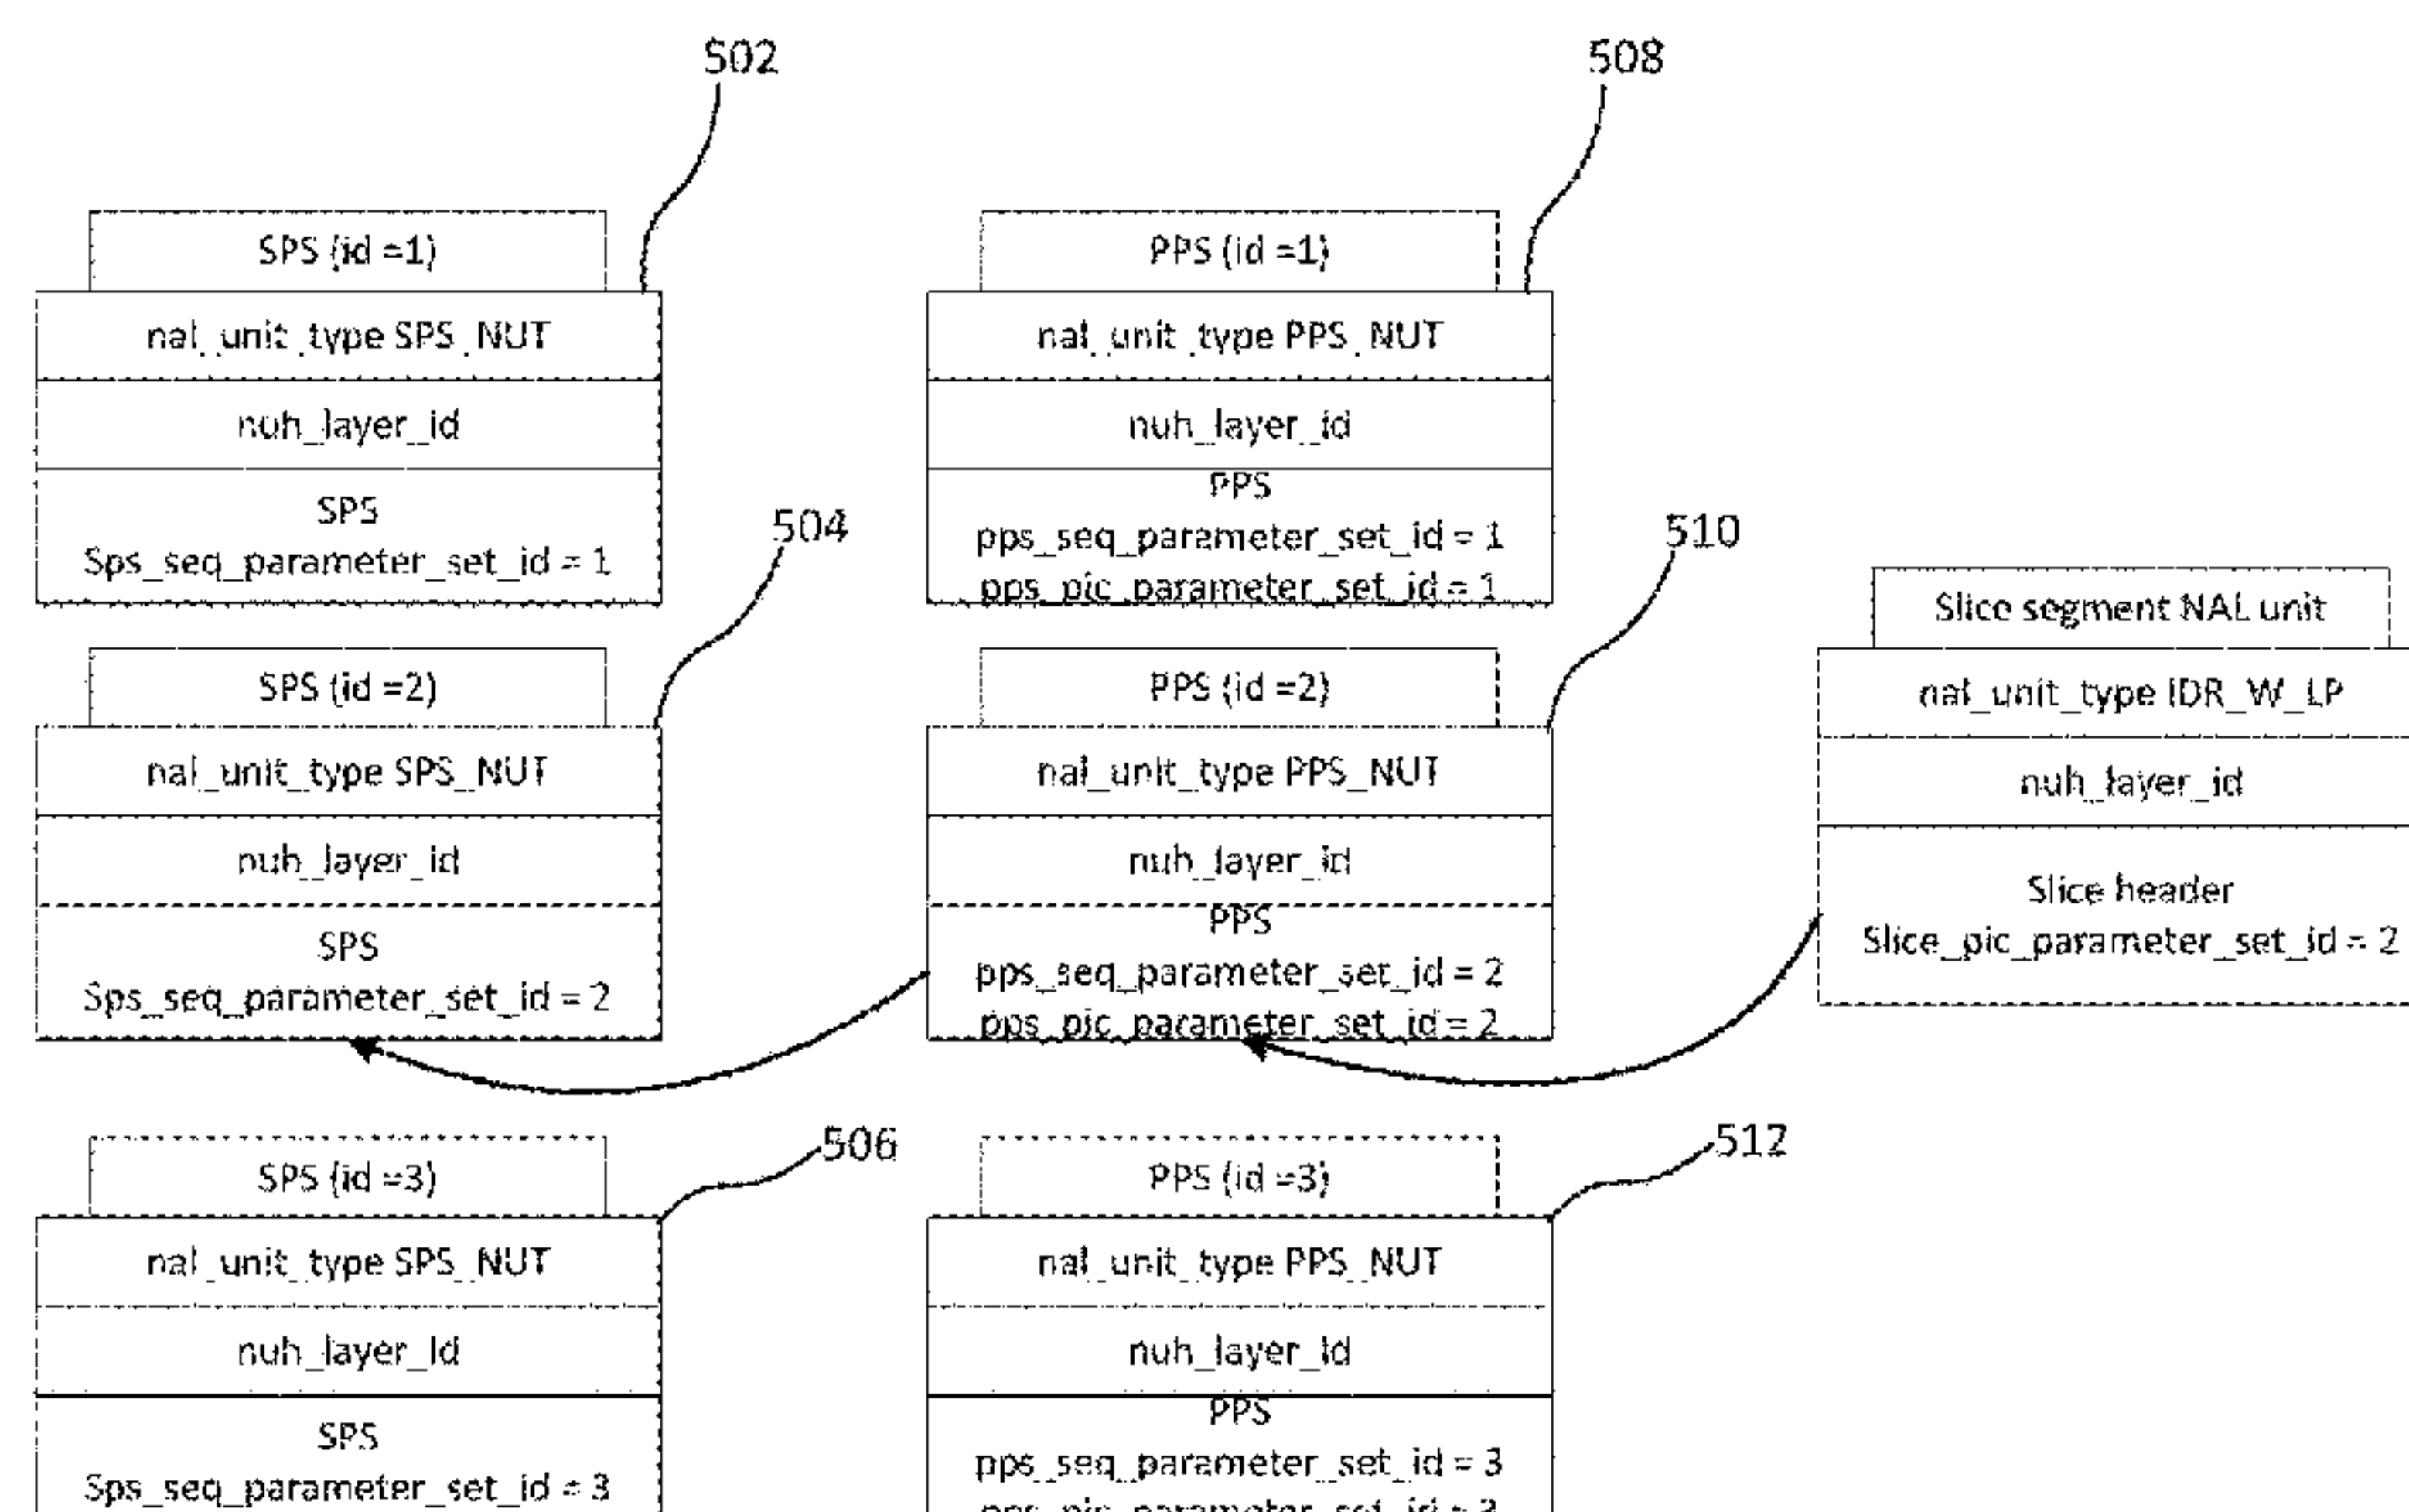 502
508
SPS (id =1)
nal_unit_type SPS_NUT
nuh_layer_id
SPS
Sps_seq_parameter_set_id = 1
PPS (id =1)
nal_unit_type PPS_NUT
nuh_layer_id
PPS
pps_seq_parameter_set_id = 1
pps_pic_parameter_set_id = 1
504
510
SPS (id =2)
nal_unit_type SPS_NUT
nuh_layer_id
SPS
Sps_seq_parameter_set_id = 2
PPS (id =2)
nal_unit_type PPS_NUT
nuh_layer_id
PPS
pps_seq_parameter_set_id = 2
pps_pic_parameter_set_id = 2
Slice segment NAL unit
nal_unit_type IDR_W_LP
nuh_layer_id
Slice header
Slice_pic_parameter_set_id = 2
506
512
SPS (id =3)
nal_unit_type SPS_NUT
nuh_layer_id
SPS
Sps_seq_parameter_set_id = 3
PPS (id =3)
nal_unit_type PPS_NUT
nuh_layer_id
PPS
pps_seq_parameter_set_id = 3
pps_pic_parameter_set_id = 3